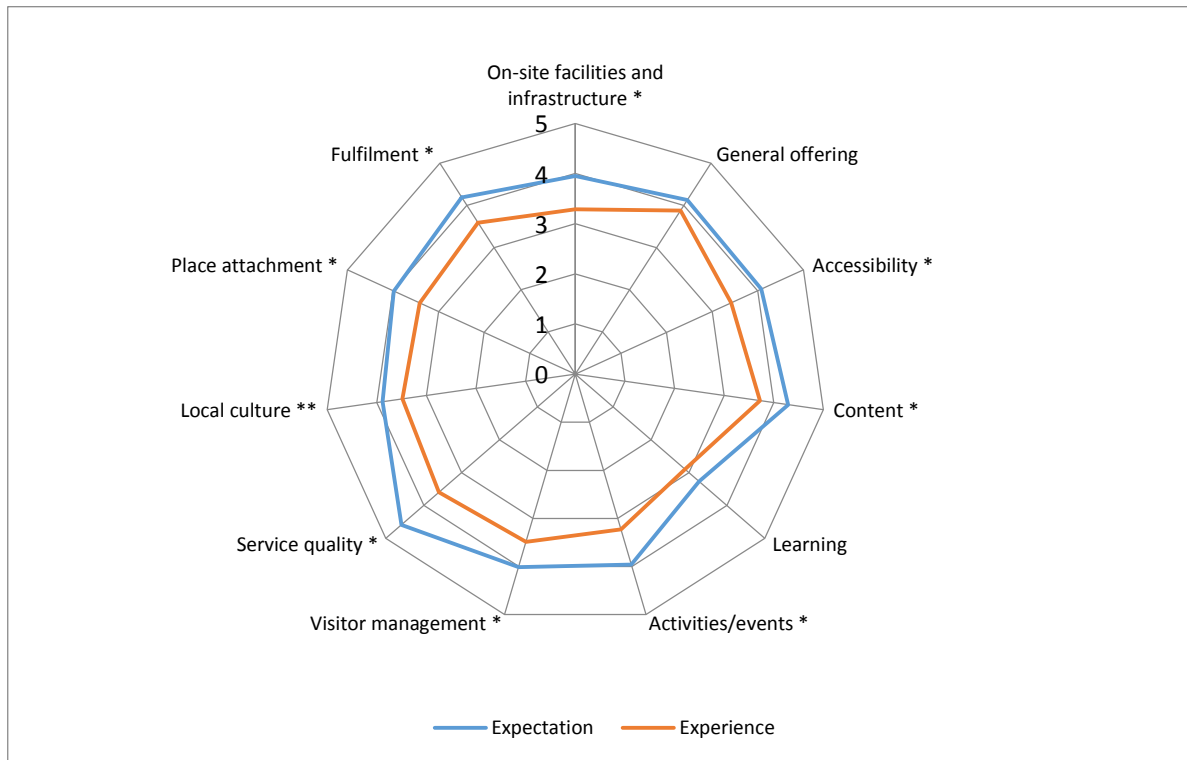 On-site facilities and
infrastructure *
General offering
Accessibility *
Content *
Learning
Activities/events *
Visitor management *
Service quality *
Local culture **
Place attachment *
Fulfilment *
5
4
3
2
1
0
Expectation
Experience